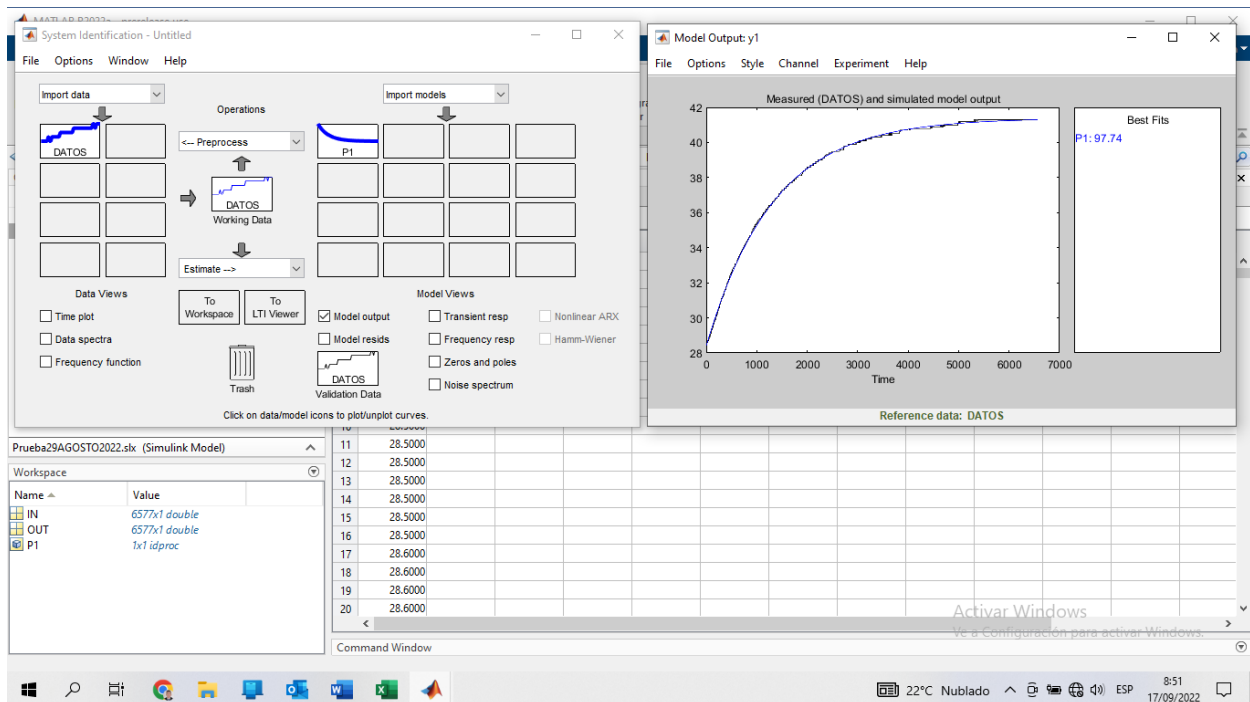 MATLAB R2022a - prerelease use
System Identification - Untitled
File Options Window Help
Import data
Operations
Import models
DATOS
<-- Preprocess
P1
DATOS
Working Data
Estimate -->
Data Views
To Workspace
To LTI Viewer
Model Views
Time plot
Model output
Transient resp
Nonlinear ARX
Data spectra
Model resids
Frequency resp
Hamm-Wiener
Frequency function
Zeros and poles
Trash
DATOS
Validation Data
Noise spectrum
Click on data/model icons to plot/unplot curves.
Model Output: y1
File Options Style Channel Experiment Help
Measured (DATOS) and simulated model output
42
40
38
36
34
32
30
28
0 1000 2000 3000 4000 5000 6000 7000
Time
Best Fits
P1: 97.74
Reference data: DATOS
Prueba29AGOSTO2022.slx (Simulink Model)
Workspace
Name Value
IN 6577x1 double
OUT 6577x1 double
P1 1x1 idproc
10 28.5000
11 28.5000
12 28.5000
13 28.5000
14 28.5000
15 28.5000
16 28.5000
17 28.6000
18 28.6000
19 28.6000
20 28.6000
Command Window
Activar Windows
Ve a Configuración para activar Windows.
22°C Nublado
ESP
8:51
17/09/2022